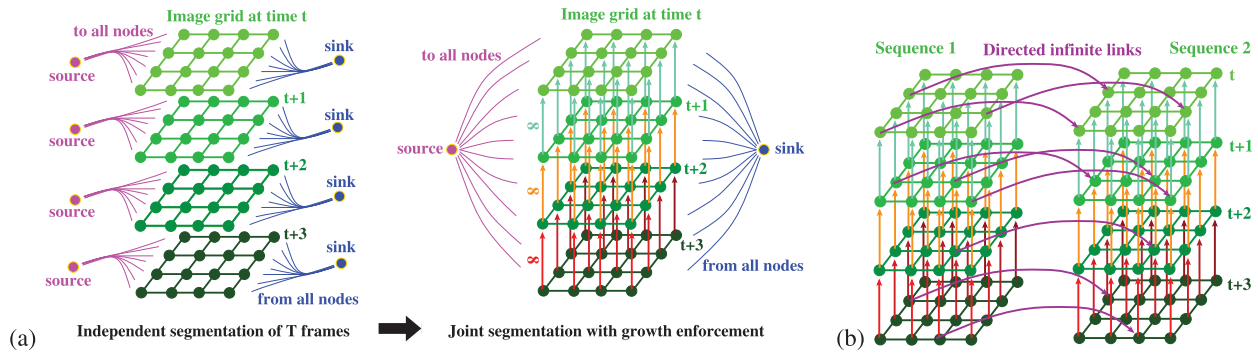 to all nodes
Image grid at time t
sink
source
t+1
sink
source
t+2
sink
source
t+3
sink
source
from all nodes
(a)
Independent segmentation of T frames
Image grid at time t
to all nodes
∞
t+1
source
sink
∞
t+2
∞
t+3
from all nodes
Joint segmentation with growth enforcement
Sequence 1
Directed infinite links
Sequence 2
t
t+1
t+2
t+3
(b)